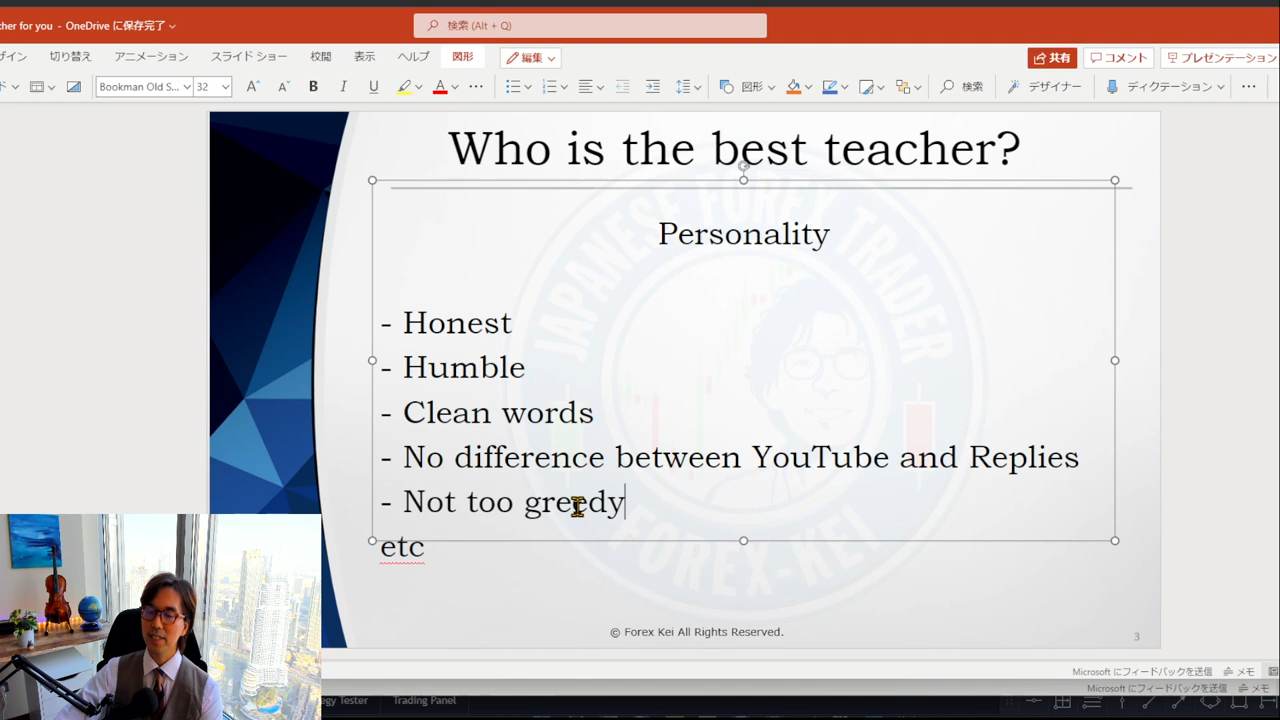 cher for you - OneDrive に保存完了
検索 (Alt + Q)
ザイン 切り替え アニメーション スライド ショー 校閲 表示 ヘルプ 図形 編集 共有 コメント プレゼンテーション
Bookman Old S... 32 B I U A 図形 検索 デザイナー ディクテーション
Who is the best teacher?
Personality
- Honest
- Humble
- Clean words
- No difference between YouTube and Replies
- Not too greedy
etc
JAPANESE FOREX TRADER
FOREX-KEI
© Forex Kei All Rights Reserved.
3
Microsoft にフィードバックを送信 メモ
Microsoft にフィードバックを送信 メモ
egy Tester Trading Panel